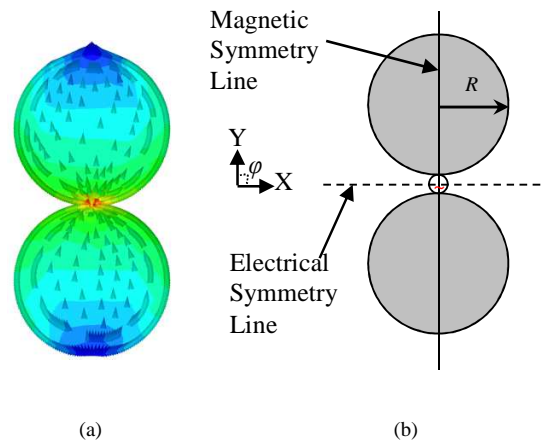 Magnetic
Symmetry
Line
R
Y
φ
X
Electrical
Symmetry
Line
(a)
(b)